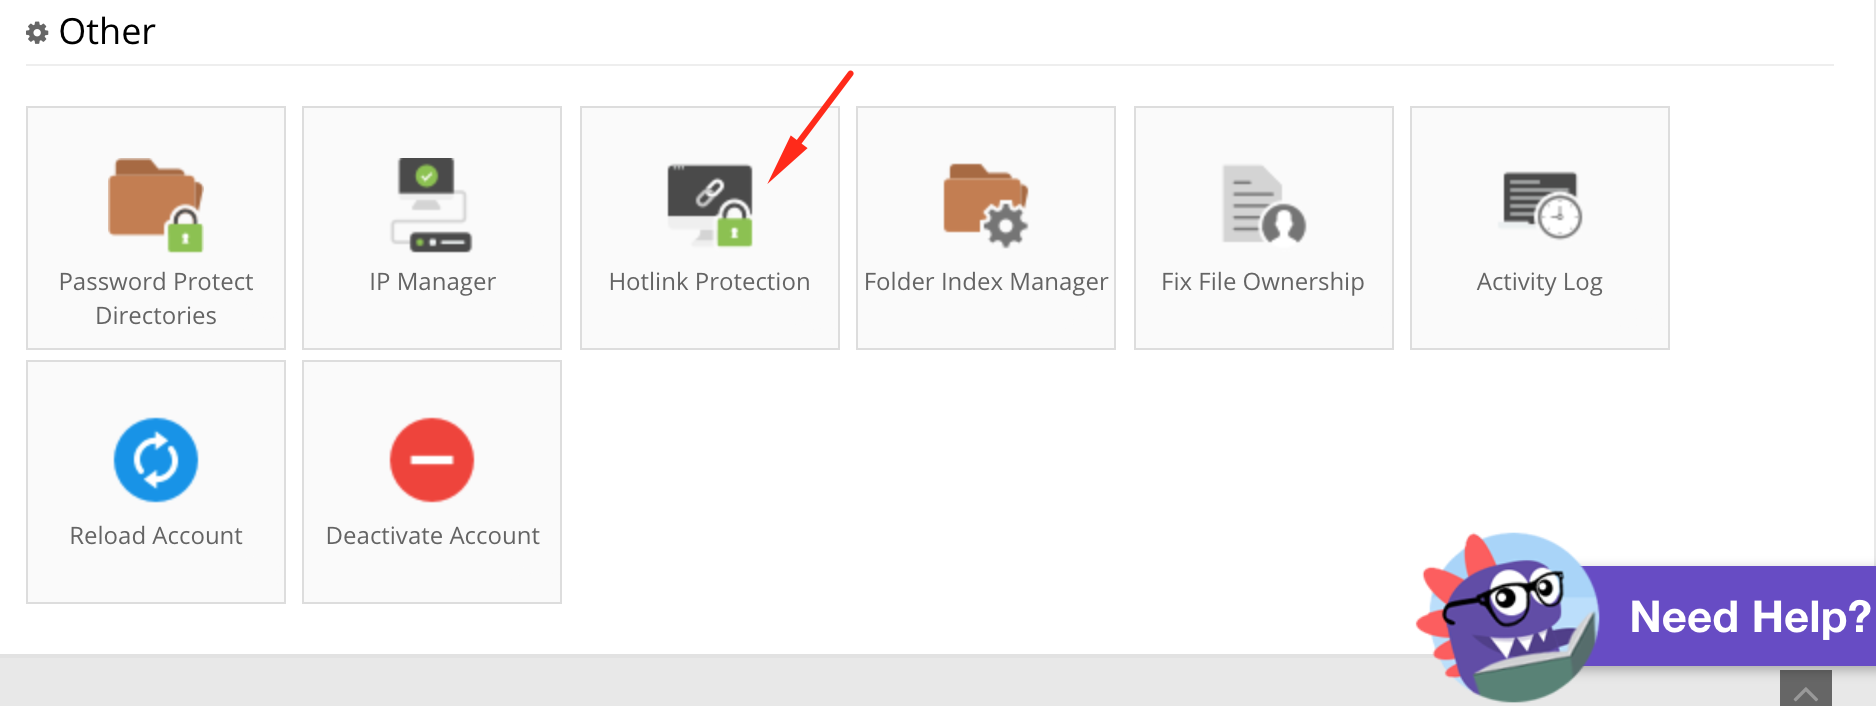 Other
Password Protect
Directories
IP Manager
Hotlink Protection
Folder Index Manager
Fix File Ownership
Activity Log
Reload Account
Deactivate Account
Need Help?